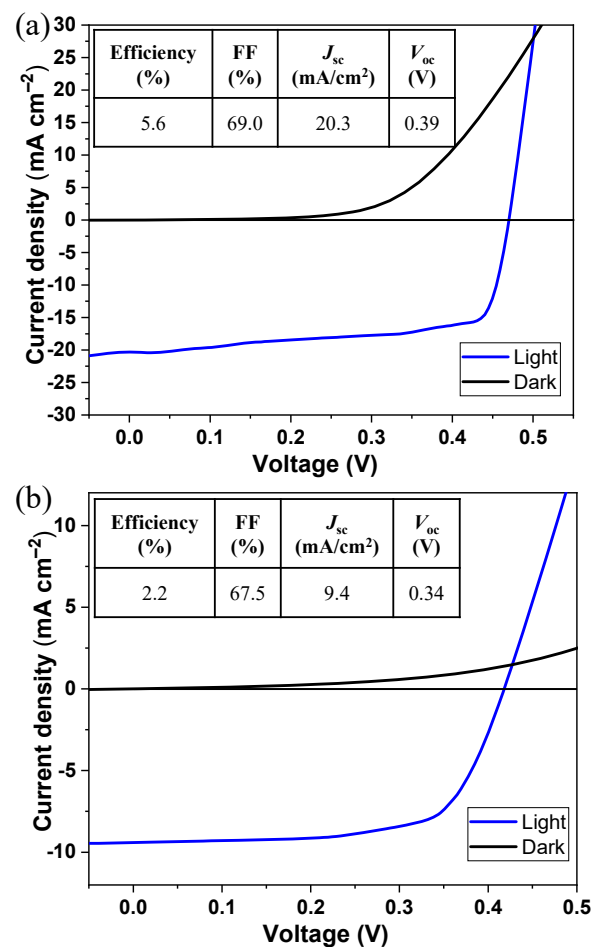 (a)
Efficiency (%) FF (%) Jsc (mA/cm²) Voc (V)
5.6 69.0 20.3 0.39
30
25
20
15
10
5
0
-5
-10
-15
-20
-25
-30
Current density (mA cm⁻²)
Light
Dark
0.0 0.1 0.2 0.3 0.4 0.5
Voltage (V)
(b)
Efficiency (%) FF (%) Jsc (mA/cm²) Voc (V)
2.2 67.5 9.4 0.34
10
5
0
-5
-10
Current density (mA cm⁻²)
Light
Dark
0.0 0.1 0.2 0.3 0.4 0.5
Voltage (V)